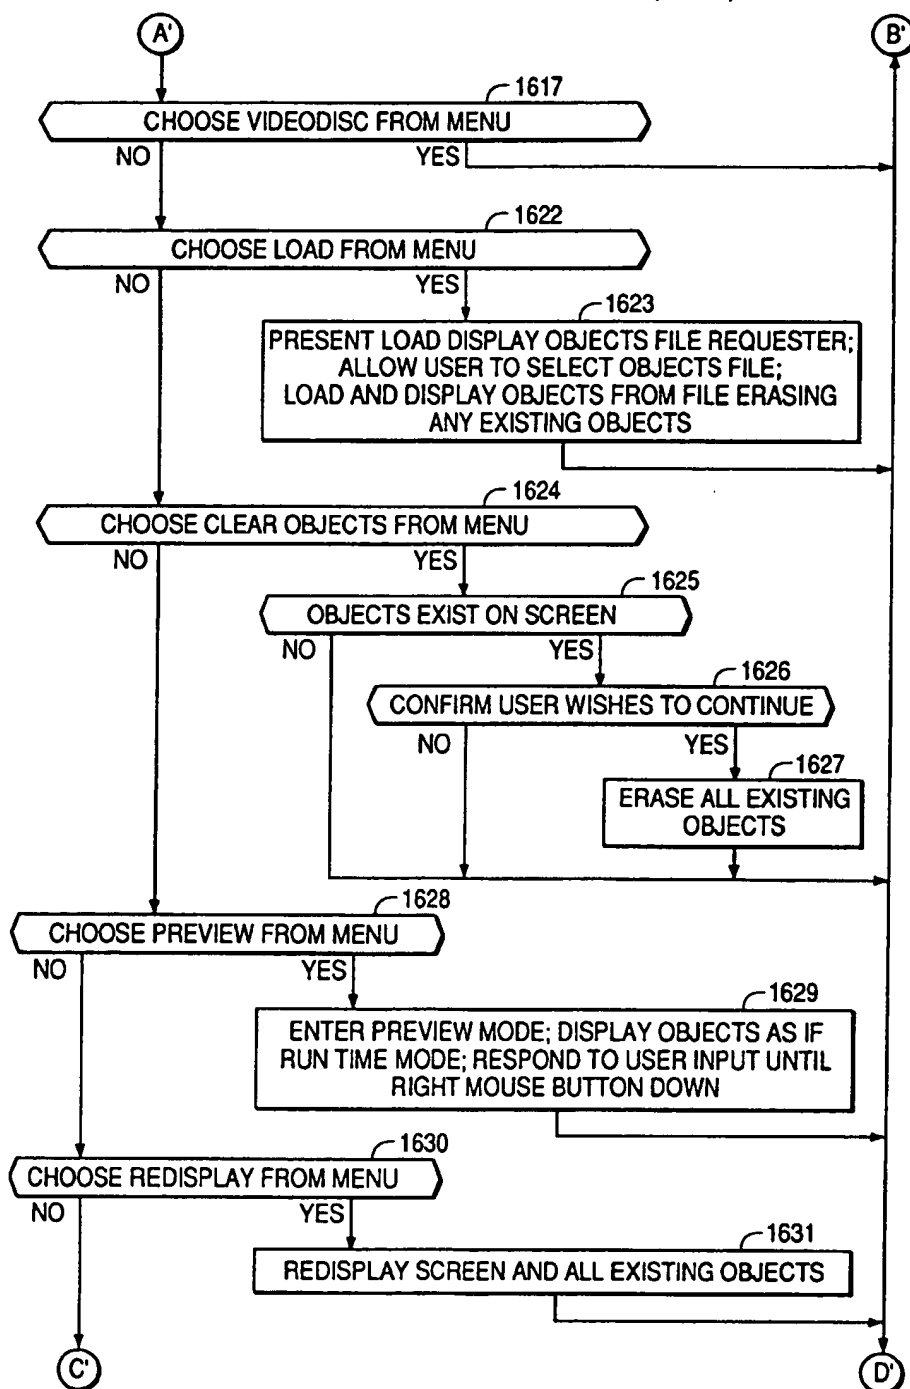 A'
B'
1617
CHOOSE VIDEODISC FROM MENU
NO
YES
1622
CHOOSE LOAD FROM MENU
NO
YES
1623
PRESENT LOAD DISPLAY OBJECTS FILE REQUESTER;
ALLOW USER TO SELECT OBJECTS FILE;
LOAD AND DISPLAY OBJECTS FROM FILE ERASING
ANY EXISTING OBJECTS
1624
CHOOSE CLEAR OBJECTS FROM MENU
NO
YES
1625
OBJECTS EXIST ON SCREEN
NO
YES
1626
CONFIRM USER WISHES TO CONTINUE
NO
YES
1627
ERASE ALL EXISTING
OBJECTS
1628
CHOOSE PREVIEW FROM MENU
NO
YES
1629
ENTER PREVIEW MODE; DISPLAY OBJECTS AS IF
RUN TIME MODE; RESPOND TO USER INPUT UNTIL
RIGHT MOUSE BUTTON DOWN
1630
CHOOSE REDISPLAY FROM MENU
NO
YES
1631
REDISPLAY SCREEN AND ALL EXISTING OBJECTS
C'
D'